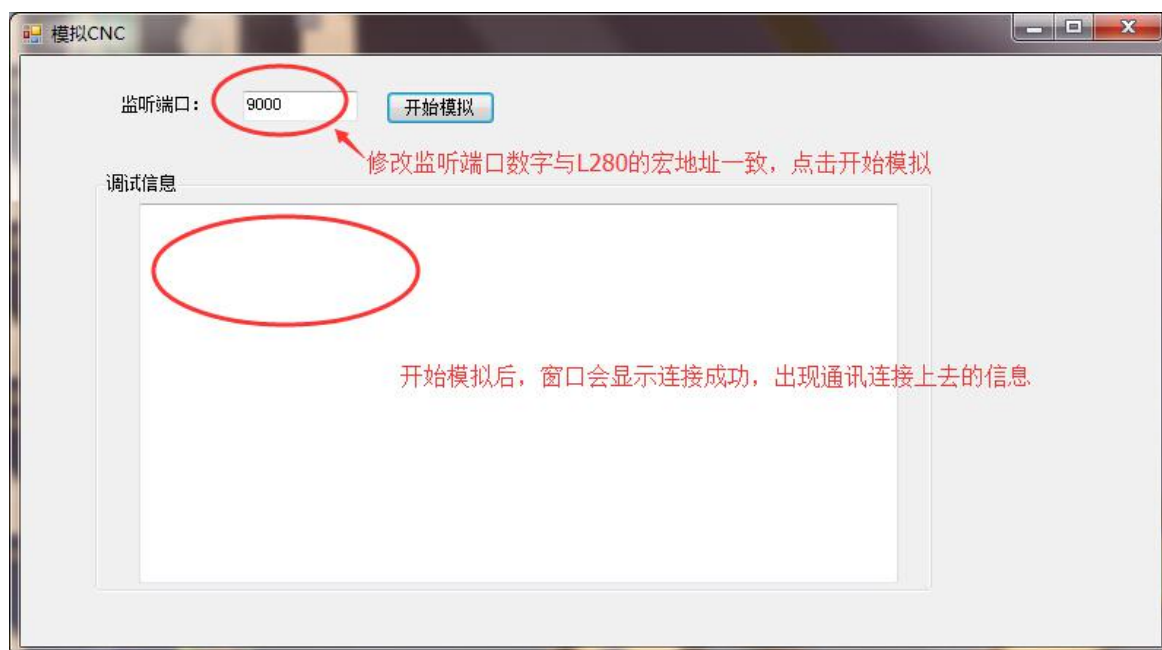 模拟CNC
监听端口： 9000 开始模拟
修改监听端口数字与L280的宏地址一致，点击开始模拟
调试信息
开始模拟后，窗口会显示连接成功，出现通讯连接上去的信息